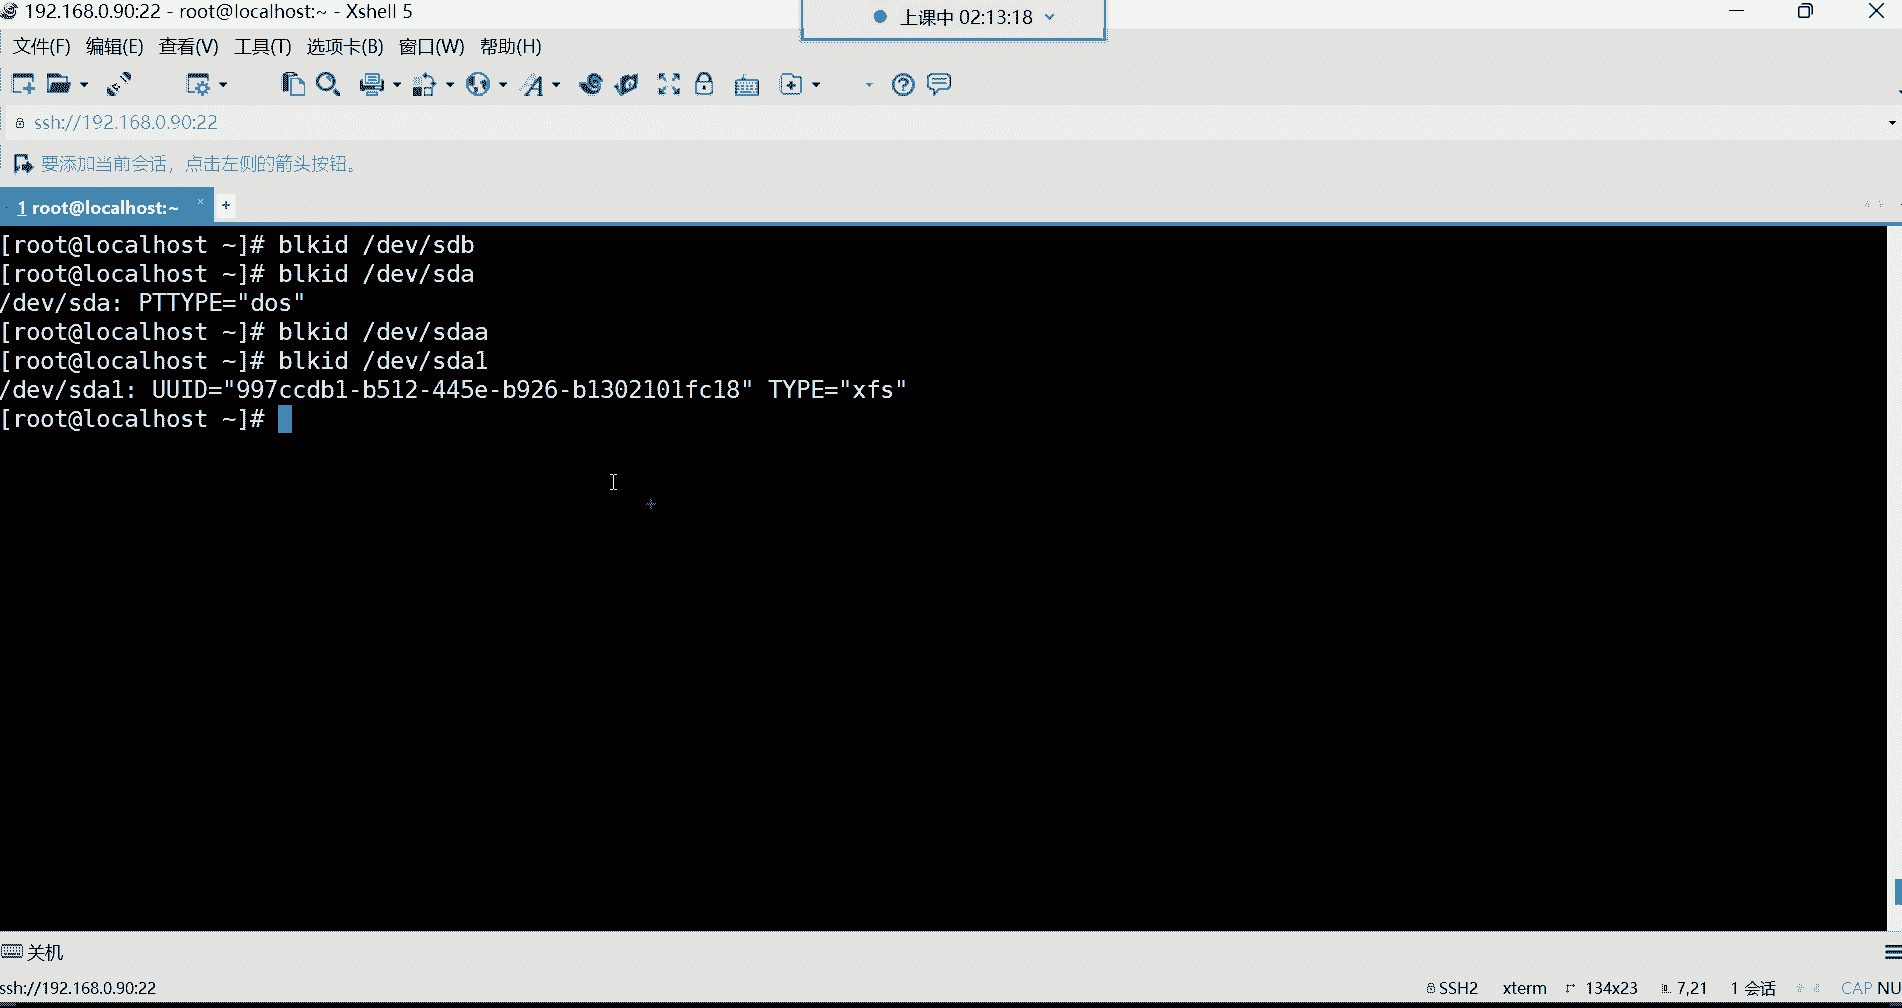 192.168.0.90:22 - root@localhost:~ - Xshell 5
上课中 02:13:18
文件(F) 编辑(E) 查看(V) 工具(T) 选项卡(B) 窗口(W) 帮助(H)
ssh://192.168.0.90:22
要添加当前会话，点击左侧的箭头按钮。
1 root@localhost:~ × +
[root@localhost ~]# blkid /dev/sdb
[root@localhost ~]# blkid /dev/sda
/dev/sda: PTTYPE="dos"
[root@localhost ~]# blkid /dev/sdaa
[root@localhost ~]# blkid /dev/sda1
/dev/sda1: UUID="997ccdb1-b512-445e-b926-b1302101fc18" TYPE="xfs"
[root@localhost ~]#
关机
ssh://192.168.0.90:22 SSH2 xterm 134x23 7,21 1 会话 CAP NU